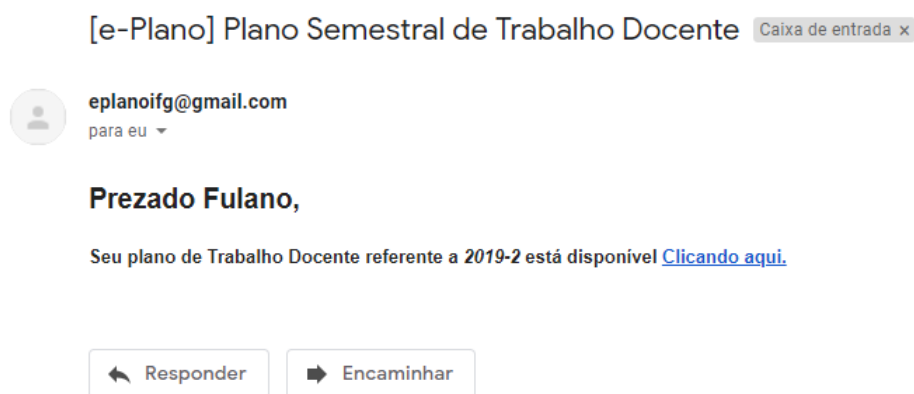 [e-Plano] Plano Semestral de Trabalho Docente Caixa de entrada x
eplanoifg@gmail.com
para eu
Prezado Fulano,
Seu plano de Trabalho Docente referente a 2019-2 está disponível Clicando aqui.
Responder Encaminhar